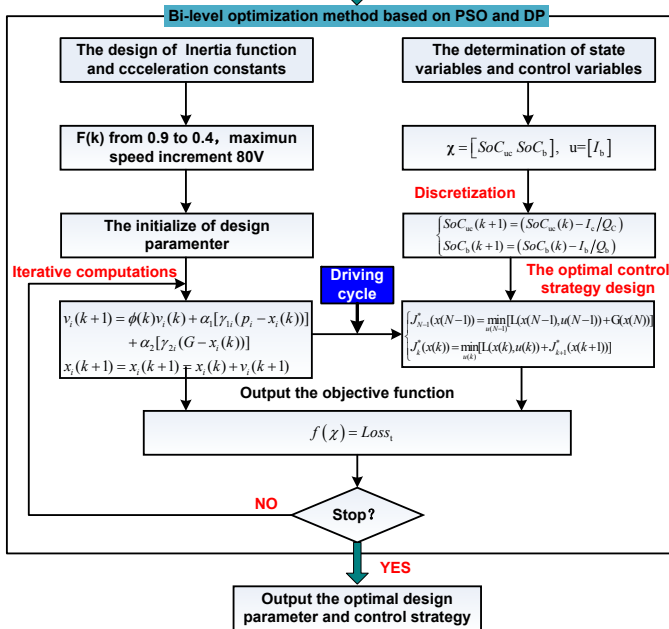 Bi-level optimization method based on PSO and DP
The design of Inertia function
and ccceleration constants
The determination of state
variables and control variables
F(k) from 0.9 to 0.4, maximun
speed increment 80V
χ = [SoC_uc SoC_b], u=[I_b]
Discretization
The initialize of design
paramenter
{SoC_uc(k+1) = (SoC_uc(k) − I_c/Q_C)
SoC_b(k+1) = (SoC_b(k) − I_b/Q_b)
Iterative computations
Driving
cycle
The optimal control
strategy design
v_i(k+1) = ϕ(k)v_i(k) + α_1[γ_1i(p_i − x_i(k))]
+ α_2[γ_2i(G − x_i(k))]
x_i(k+1) = x_i(k+1) = x_i(k) + v_i(k+1)
{J*_N-1(x(N−1)) = min_u(N-1)[L(x(N−1),u(N−1))+G(x(N))]
J*_k(x(k)) = min_u(k)[L(x(k),u(k)) + J*_k+1(x(k+1))]
Output the objective function
f(χ) = Loss_t
NO
Stop?
YES
Output the optimal design
parameter and control strategy